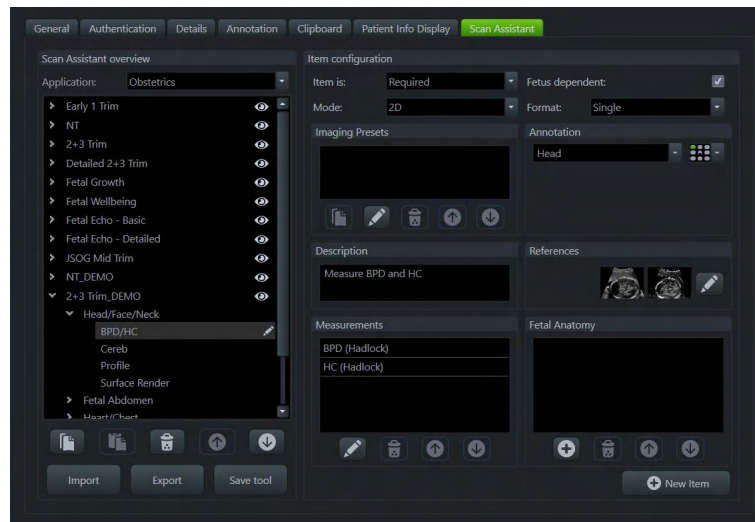 General Authentication Details Annotation Clipboard Patient Info Display Scan Assistant
Scan Assistant overview
Application: Obstetrics
Early 1 Trim
NT
2+3 Trim
Detailed 2+3 Trim
Fetal Growth
Fetal Wellbeing
Fetal Echo - Basic
Fetal Echo - Detailed
JSOG Mid Trim
NT_DEMO
2+3 Trim_DEMO
Head/Face/Neck
BPD/HC
Cereb
Profile
Surface Render
Fetal Abdomen
Heart/Chest
Import Export Save tool
Item configuration
Item is: Required Fetus dependent:
Mode: 2D Format: Single
Imaging Presets
Annotation
Head
Description
Measure BPD and HC
References
Measurements
BPD (Hadlock)
HC (Hadlock)
Fetal Anatomy
New Item